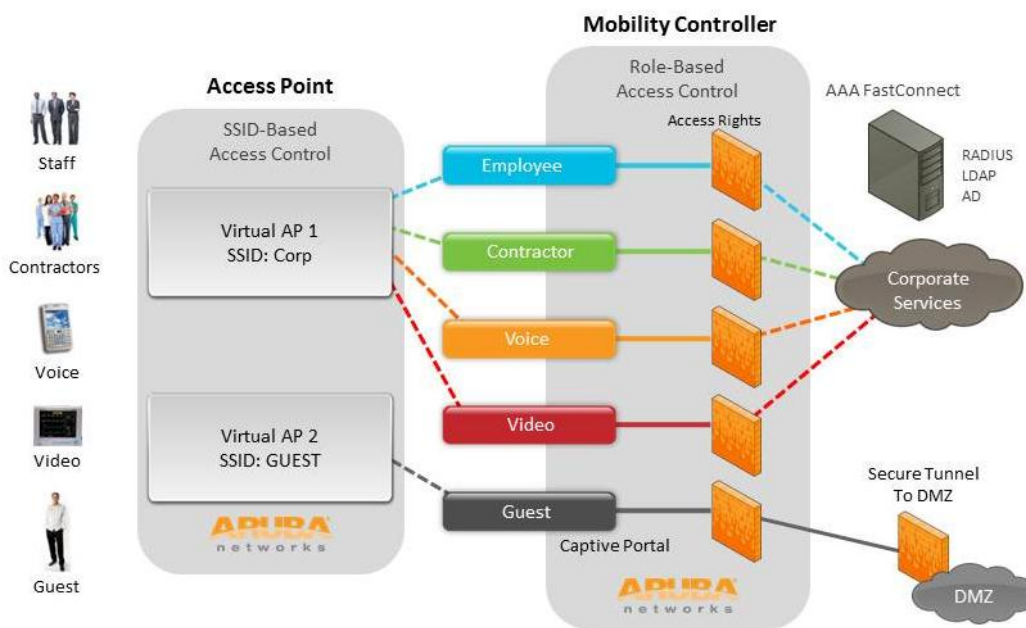 Mobility Controller
Access Point
Role-Based
Access Control
AAA FastConnect
SSID-Based
Access Control
Access Rights
Staff
Employee
RADIUS
LDAP
AD
Virtual AP 1
SSID: Corp
Contractor
Contractors
Corporate
Services
Voice
Voice
Virtual AP 2
SSID: GUEST
Video
Video
Secure Tunnel
To DMZ
Guest
Captive Portal
ARUBA
networks
Guest
ARUBA
networks
DMZ